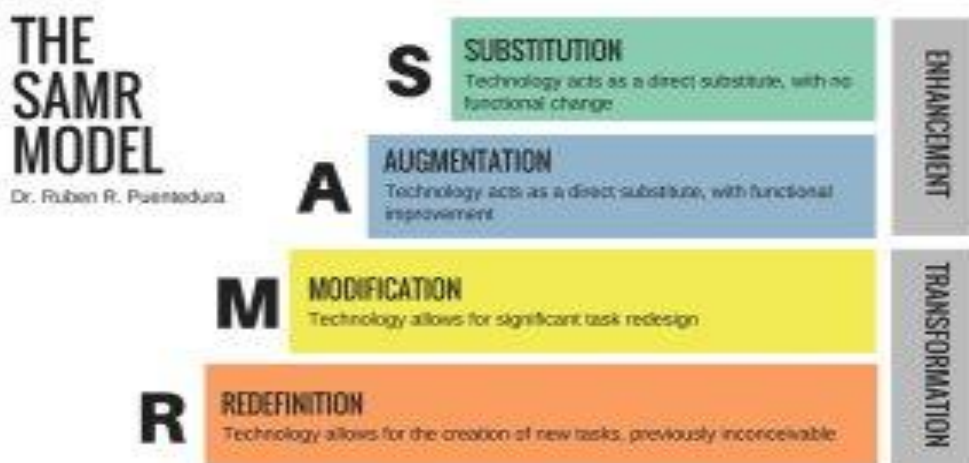 THE
SAMR
MODEL
Dr. Ruben R. Puentedura
S
SUBSTITUTION
Technology acts as a direct substitute, with no
functional change
A
AUGMENTATION
Technology acts as a direct substitute, with functional
improvement
ENHANCEMENT
M
MODIFICATION
Technology allows for significant task redesign
R
REDEFINITION
Technology allows for the creation of new tasks, previously inconceivable
TRANSFORMATION